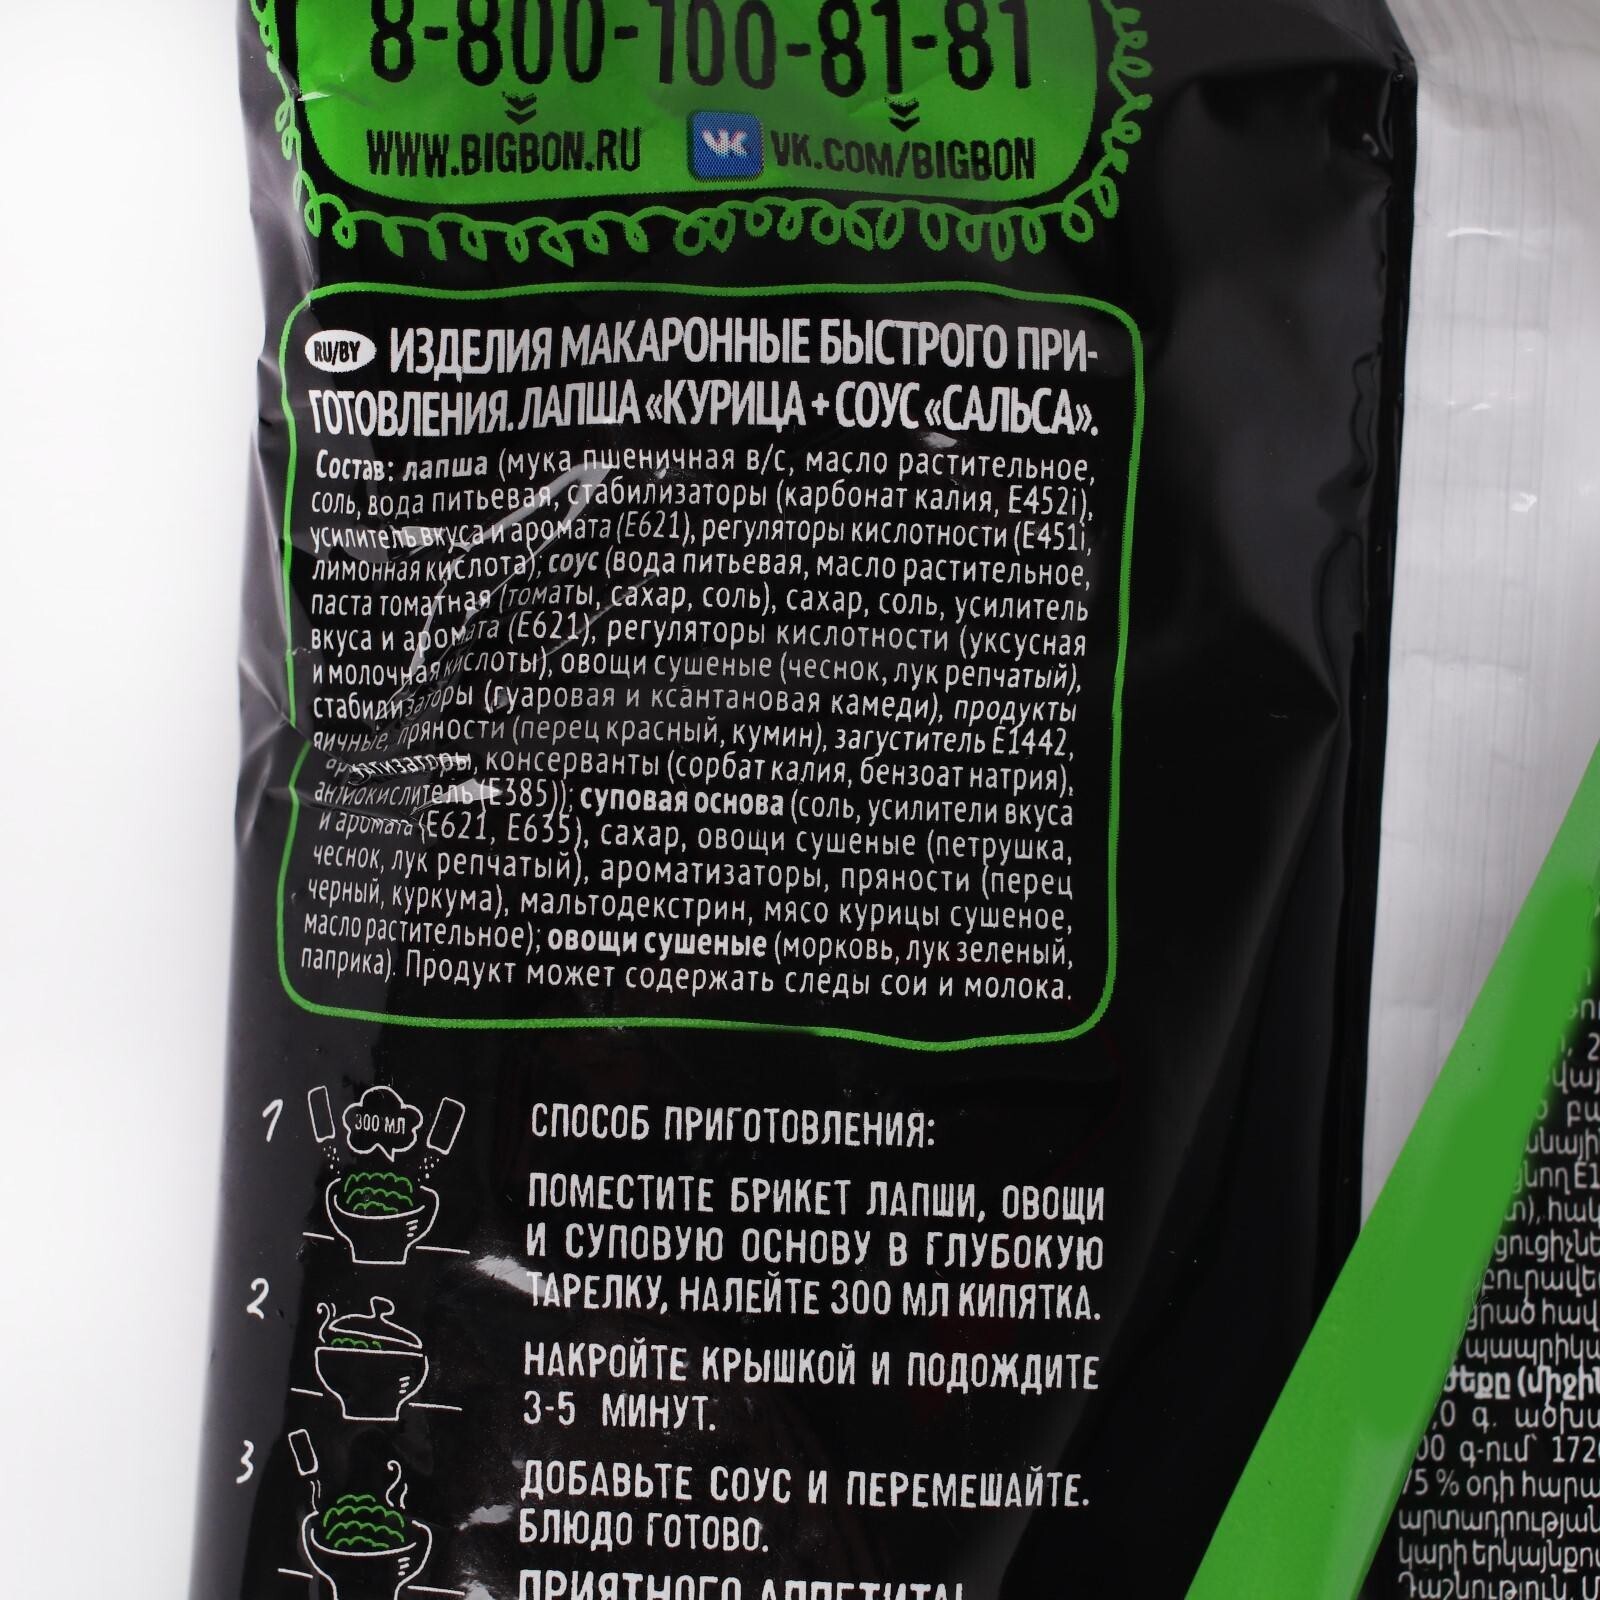 8-800-100-81-81
WWW.BIGBON.RU VK VK.COM/BIGBON
RU/BY ИЗДЕЛИЯ МАКАРОННЫЕ БЫСТРОГО ПРИ-
ГОТОВЛЕНИЯ. ЛАПША «КУРИЦА + СОУС «САЛЬСА».
Состав: лапша (мука пшеничная в/с, масло растительное,
соль, вода питьевая, стабилизаторы (карбонат калия, Е452i),
усилитель вкуса и аромата (Е621), регуляторы кислотности (Е451i,
лимонная кислота); соус (вода питьевая, масло растительное,
паста томатная (томаты, сахар, соль), сахар, соль, усилитель
вкуса и аромата (Е621), регуляторы кислотности (уксусная
и молочная кислоты), овощи сушеные (чеснок, лук репчатый),
стабилизаторы (гуаровая и ксантановая камеди), продукты
яичные, пряности (перец красный, кумин), загуститель Е1442,
ароматизаторы, консерванты (сорбат калия, бензоат натрия),
антиокислитель (Е385)); суповая основа (соль, усилители вкуса
и аромата (Е621, Е635), сахар, овощи сушеные (петрушка,
чеснок, лук репчатый), ароматизаторы, пряности (перец
черный, куркума), мальтодекстрин, мясо курицы сушеное,
масло растительное); овощи сушеные (морковь, лук зеленый,
паприка). Продукт может содержать следы сои и молока.
1 300 МЛ
СПОСОБ ПРИГОТОВЛЕНИЯ:
ПОМЕСТИТЕ БРИКЕТ ЛАПШИ, ОВОЩИ
И СУПОВУЮ ОСНОВУ В ГЛУБОКУЮ
ТАРЕЛКУ, НАЛЕЙТЕ 300 МЛ КИПЯТКА.
2
НАКРОЙТЕ КРЫШКОЙ И ПОДОЖДИТЕ
3-5 МИНУТ.
3
ДОБАВЬТЕ СОУС И ПЕРЕМЕШАЙТЕ.
БЛЮДО ГОТОВО.
ПРИЯТНОГО АППЕТИТА!